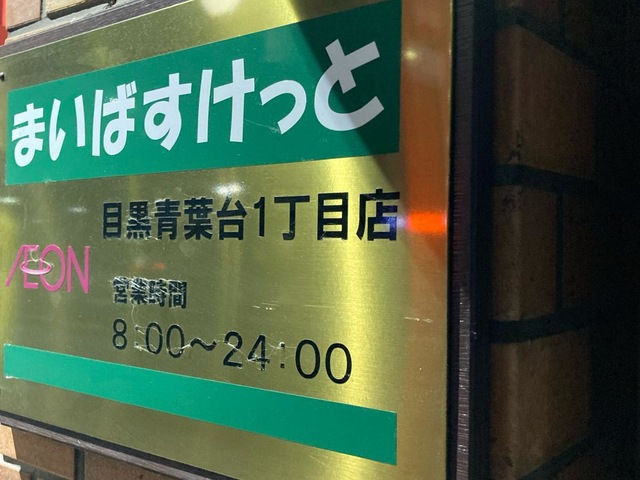 まいばすけっと
目黒青葉台1丁目店
ÆON
営業時間
8:00〜24:00